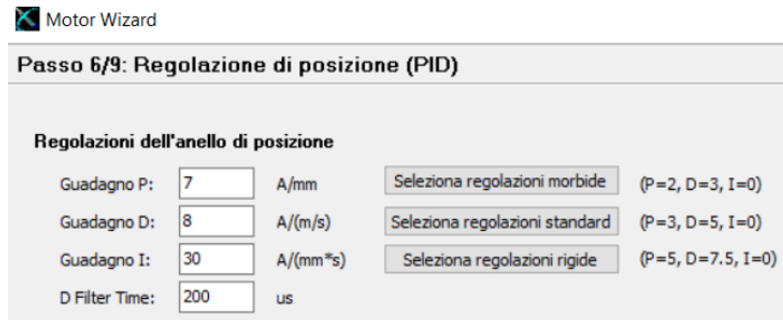 Motor Wizard
Passo 6/9: Regolazione di posizione (PID)
Regolazioni dell'anello di posizione
Guadagno P: 7 A/mm Seleziona regolazioni morbide (P=2, D=3, I=0)
Guadagno D: 8 A/(m/s) Seleziona regolazioni standard (P=3, D=5, I=0)
Guadagno I: 30 A/(mm*s) Seleziona regolazioni rigide (P=5, D=7.5, I=0)
D Filter Time: 200 us